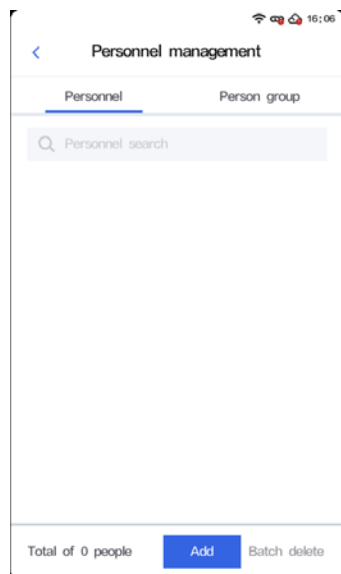 16:06
Personnel management
Personnel Person group
Personnel search
Total of 0 people Add Batch delete